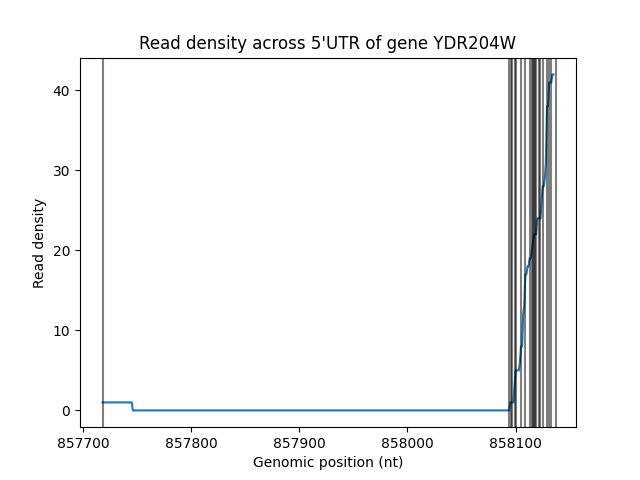 Read density across 5'UTR of gene YDR204W
Read density
40
30
20
10
0
857700 857800 857900 858000 858100
Genomic position (nt)